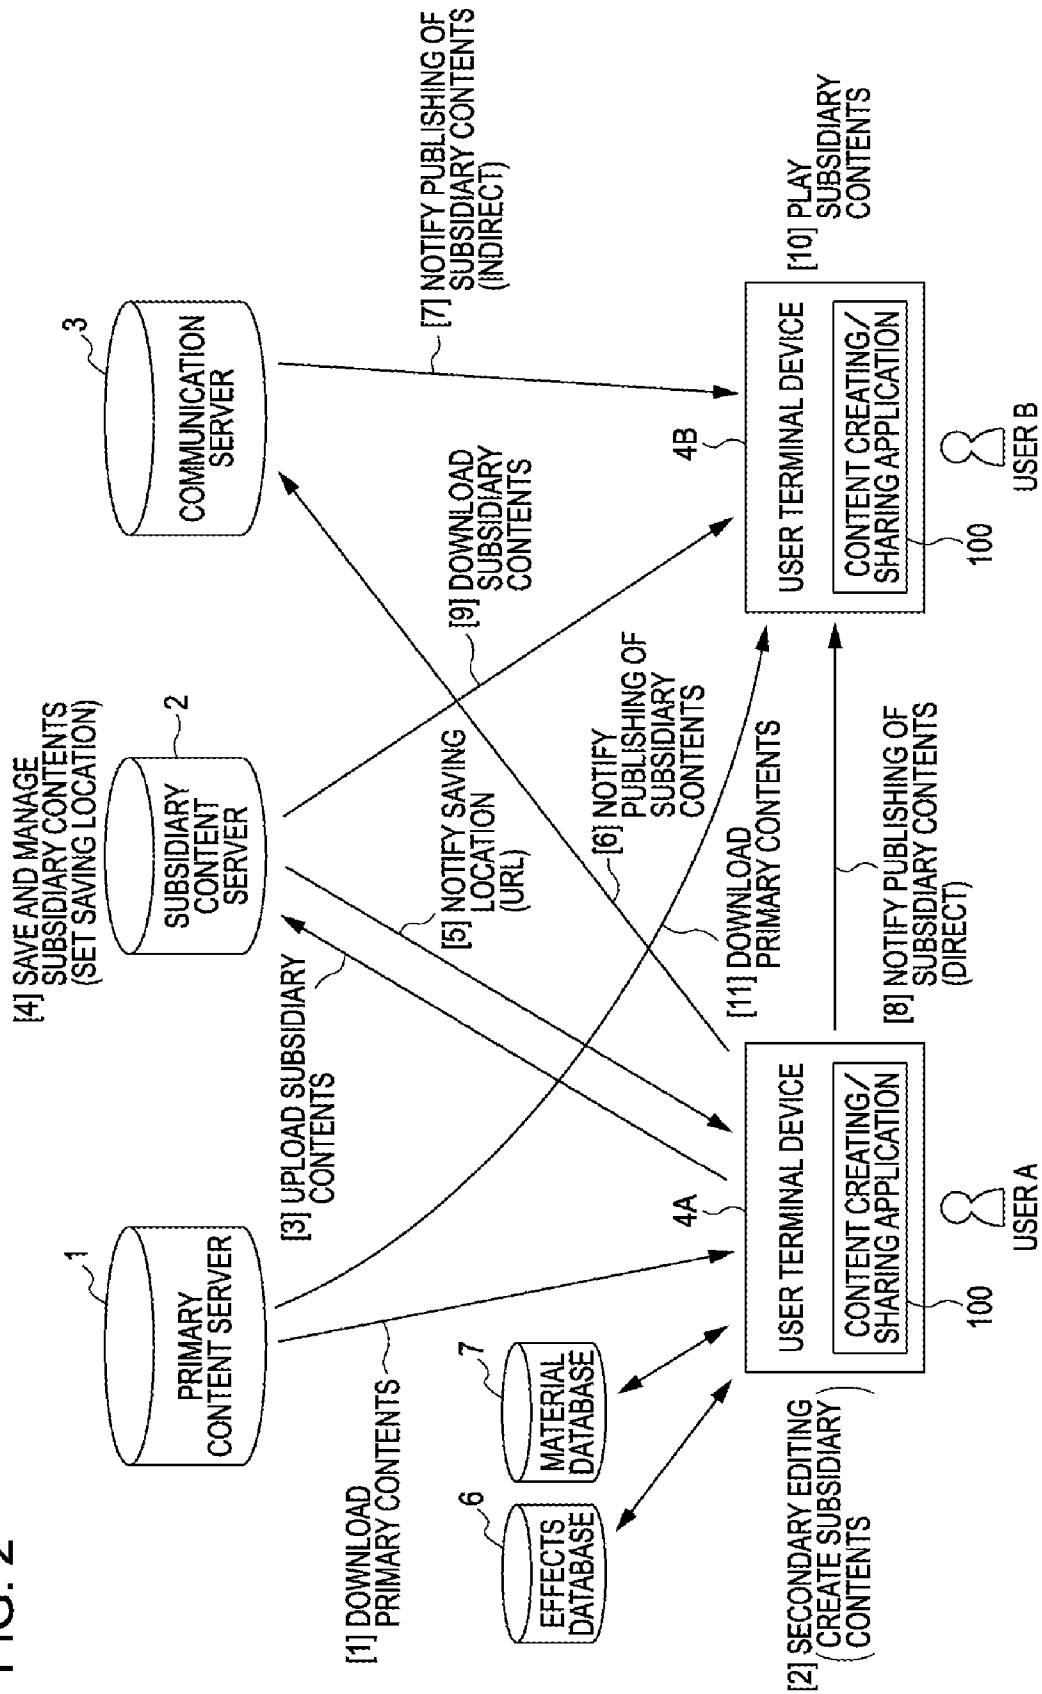 FIG. 2
[4] SAVE AND MANAGE
SUBSIDIARY CONTENTS
(SET SAVING LOCATION)
1
PRIMARY
CONTENT SERVER
2
SUBSIDIARY
CONTENT
SERVER
3
COMMUNICATION
SERVER
[1] DOWNLOAD
PRIMARY CONTENTS
[3] UPLOAD SUBSIDIARY
CONTENTS
[5] NOTIFY SAVING
LOCATION
(URL)
[9] DOWNLOAD
SUBSIDIARY
CONTENTS
[7] NOTIFY PUBLISHING OF
SUBSIDIARY CONTENTS
(INDIRECT)
6
EFFECTS
DATABASE
7
MATERIAL
DATABASE
[6] NOTIFY
PUBLISHING OF
SUBSIDIARY
CONTENTS
[11] DOWNLOAD
PRIMARY CONTENTS
4A
USER TERMINAL DEVICE
CONTENT CREATING/
SHARING APPLICATION
100
USER A
[2] SECONDARY EDITING
(CREATE SUBSIDIARY
CONTENTS)
[8] NOTIFY PUBLISHING OF
SUBSIDIARY CONTENTS
(DIRECT)
4B
USER TERMINAL DEVICE
CONTENT CREATING/
SHARING APPLICATION
100
USER B
[10] PLAY
SUBSIDIARY
CONTENTS